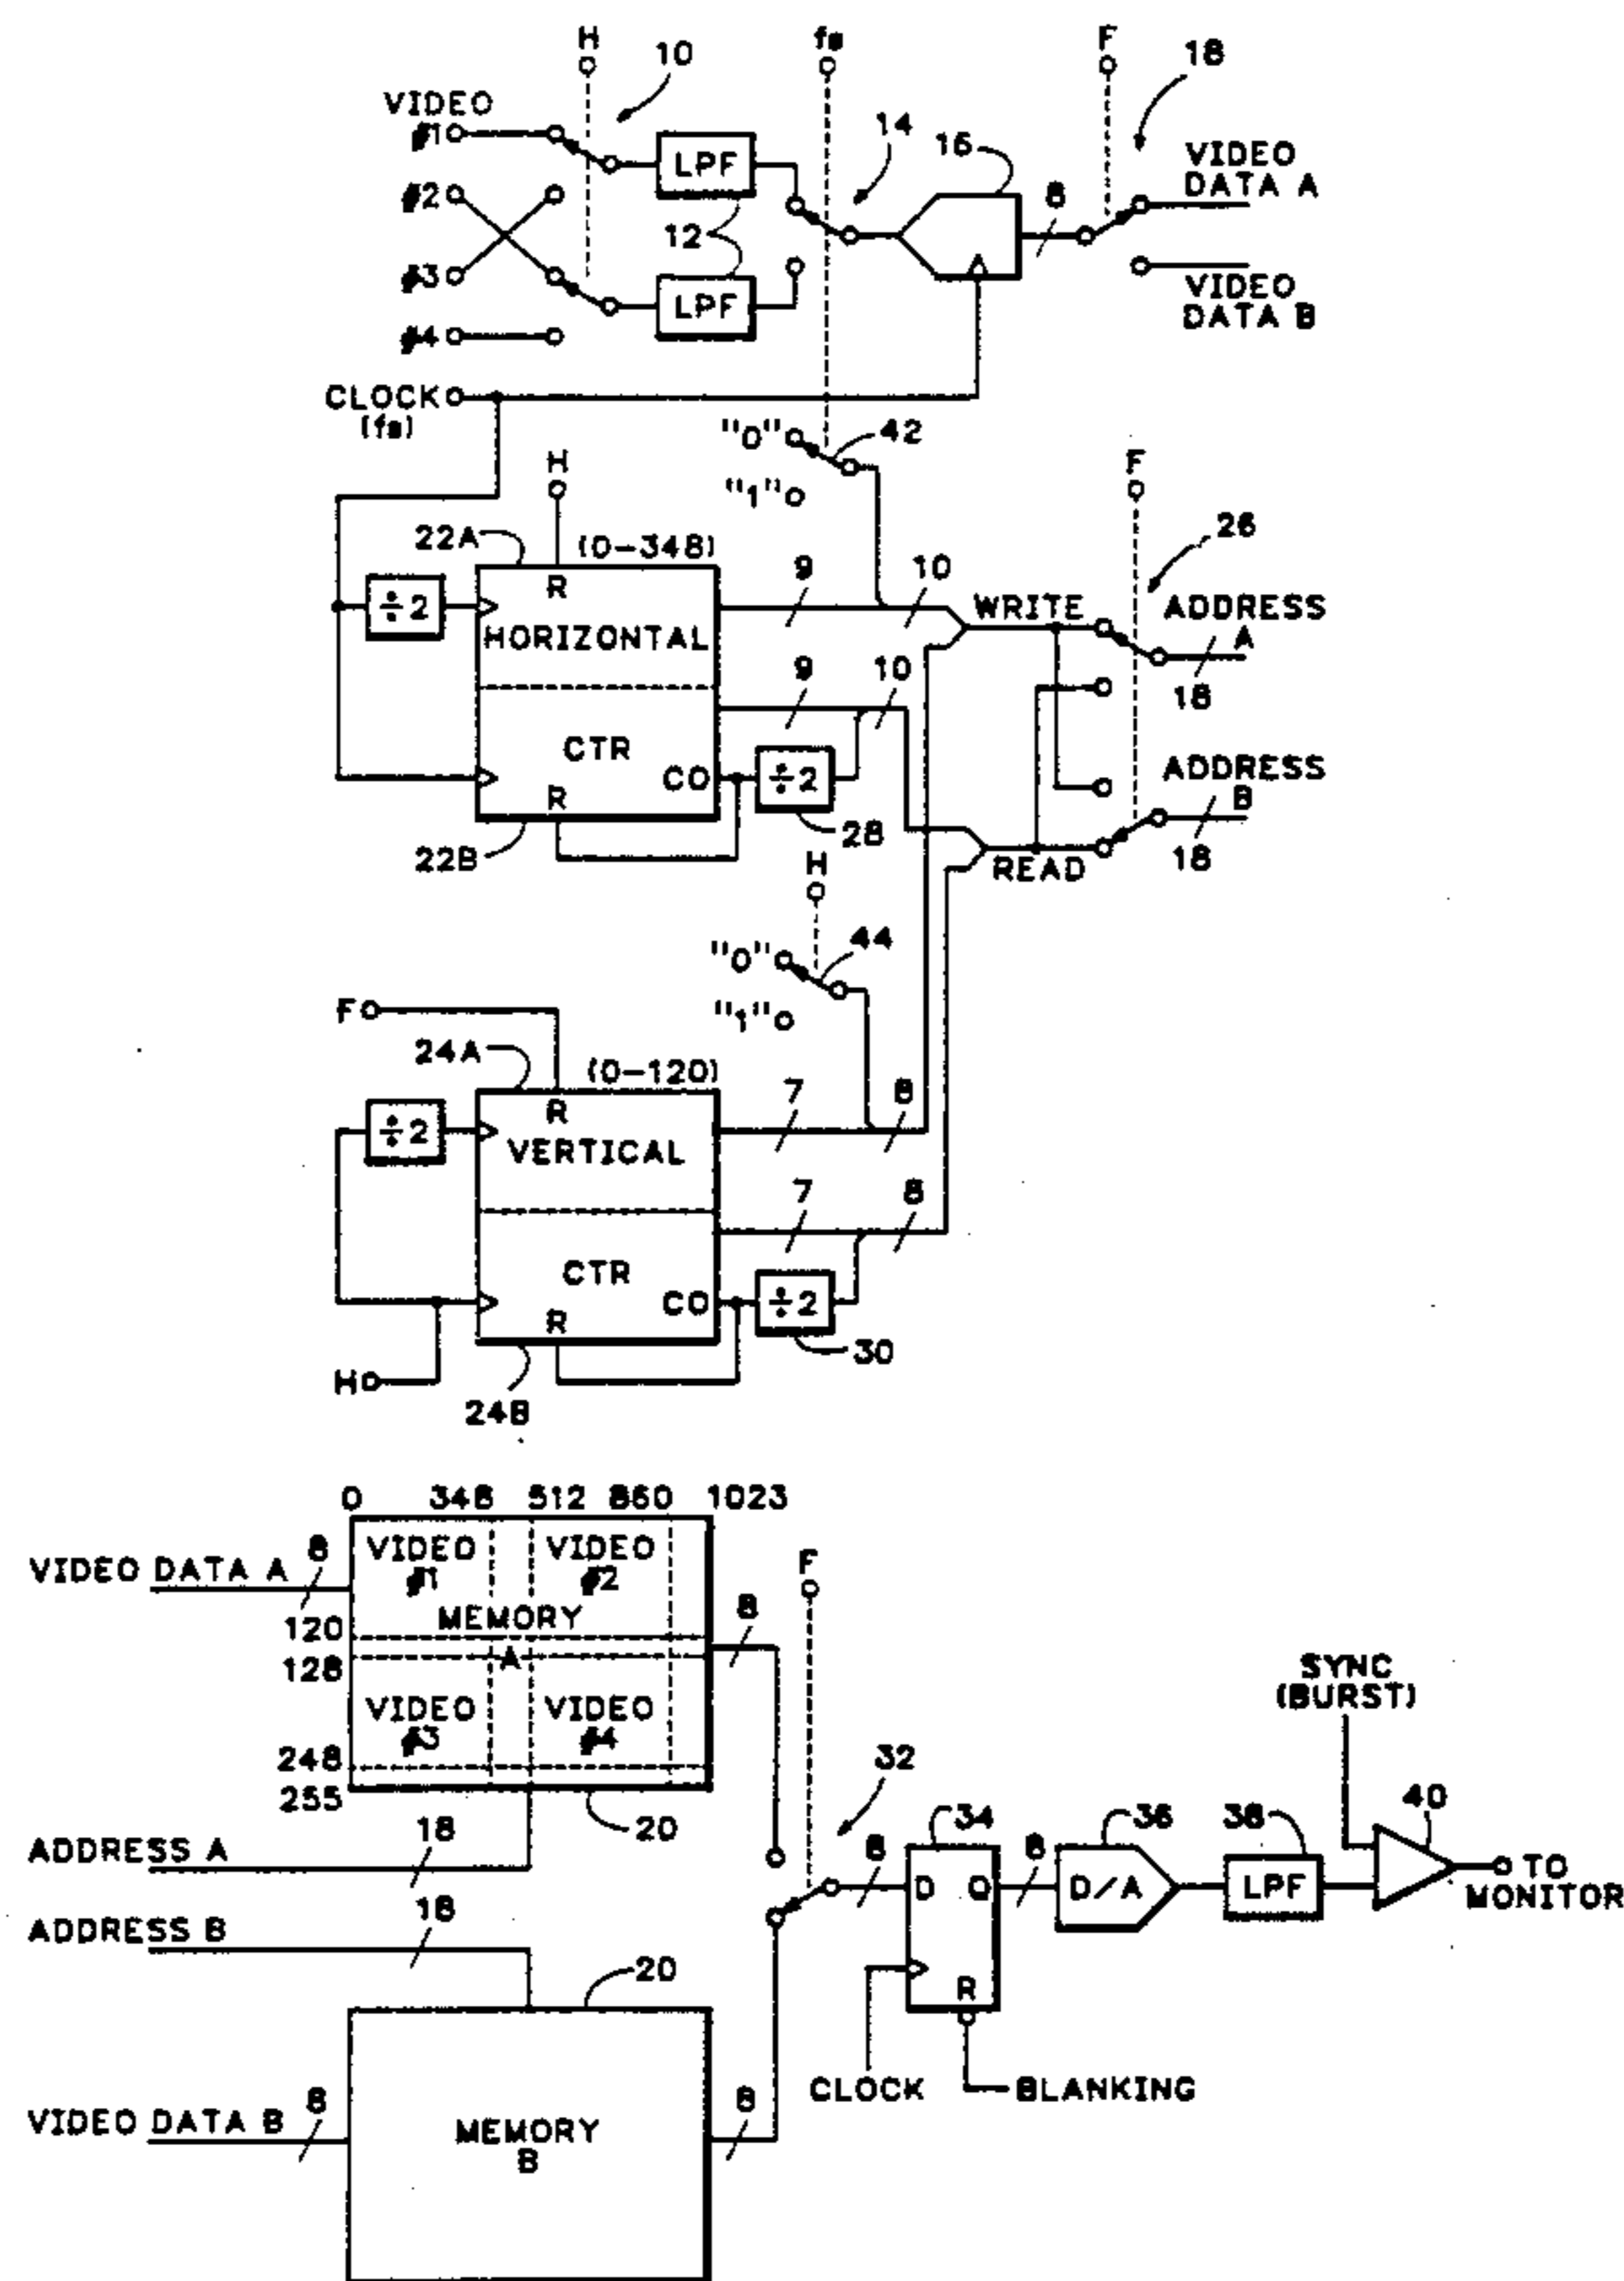 H
10
fs
F
18
VIDEO
#1
LPF
14
16
VIDEO
DATA A
#2
12
8
#3
LPF
VIDEO
DATA B
#4
CLOCK
(fs)
"0"
42
"1"
H
F
26
22A
(0-348)
9
10
÷2
R
HORIZONTAL
WRITE
ADDRESS
A
9
10
18
CTR
CO
÷2
ADDRESS
B
R
28
22B
H
READ
18
"0"
44
"1"
F
24A
(0-120)
7
8
÷2
R
VERTICAL
7
8
CTR
CO
÷2
R
30
H
24B
0 348 512 860 1023
VIDEO DATA A
8
VIDEO
#1
VIDEO
#2
F
120
MEMORY
A
8
128
VIDEO
#3
VIDEO
#4
SYNC
(BURST)
248
255
32
18
20
34
36
38
40
ADDRESS A
8
D
Q
8
D/A
LPF
TO
MONITOR
18
ADDRESS B
20
R
CLOCK
BLANKING
8
VIDEO DATA B
MEMORY
B
8